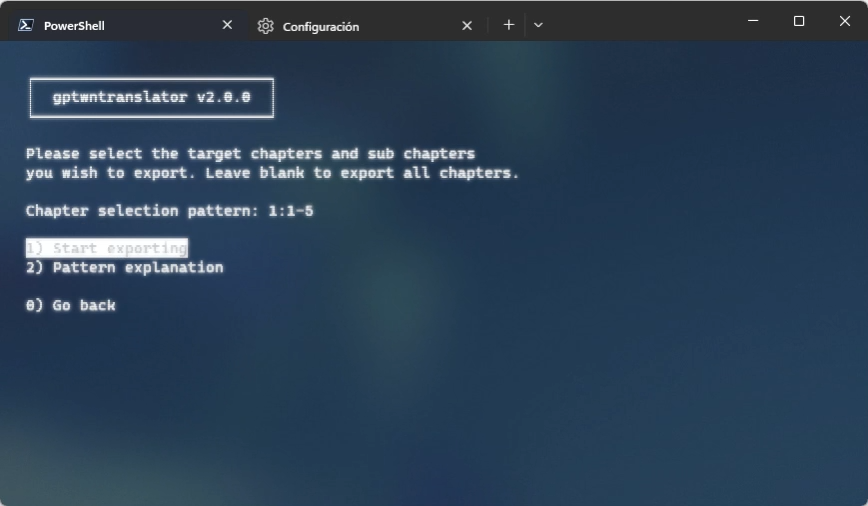 PowerShell
Configuración
gptwntranslator v2.0.0
Please select the target chapters and sub chapters
you wish to export. Leave blank to export all chapters.
Chapter selection pattern: 1:1-5
1) Start exporting
2) Pattern explanation
0) Go back